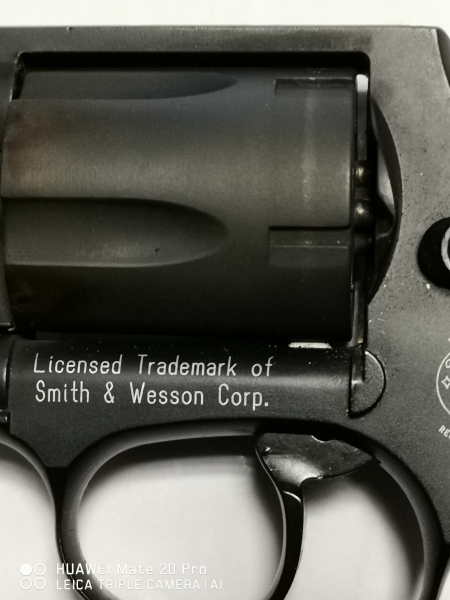 Licensed Trademark of
Smith & Wesson Corp.
HUAWEI Mate 20 Pro
LEICA TRIPLE CAMERA | AI